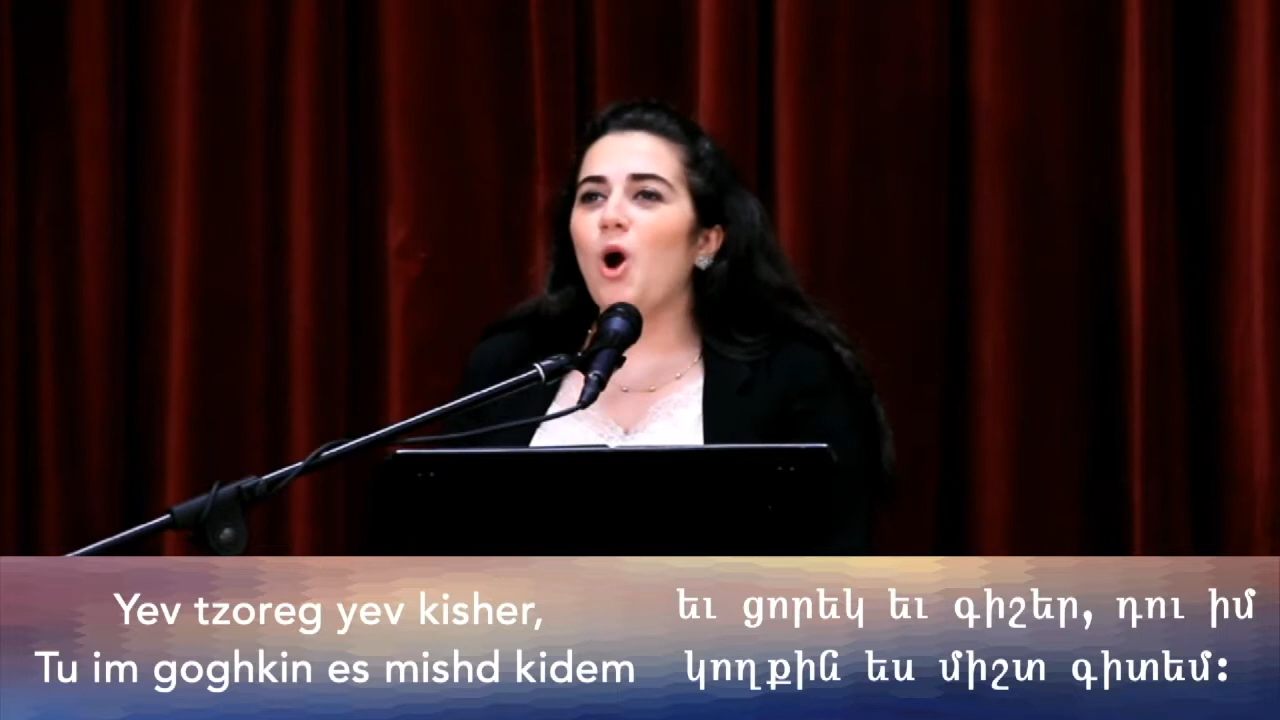 Yev tzoreg yev kisher,
Tu im goghkin es mishd kidem
եւ ցորեկ եւ գիշեր, դու իմ
կողքին ես միշտ գիտեմ: